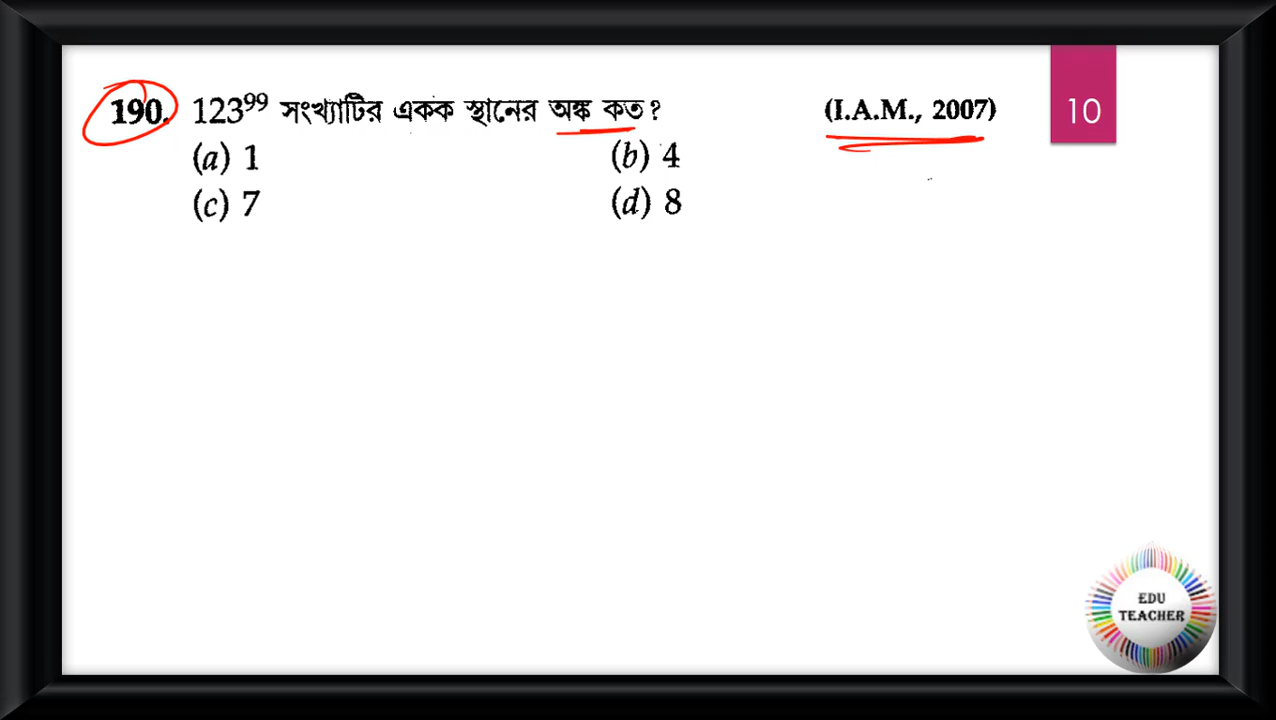 190. 123⁹⁹ সংখ্যাটির একক স্থানের অঙ্ক কত? (I.A.M., 2007) 10
(a) 1 (b) 4
(c) 7 (d) 8
EDU
TEACHER